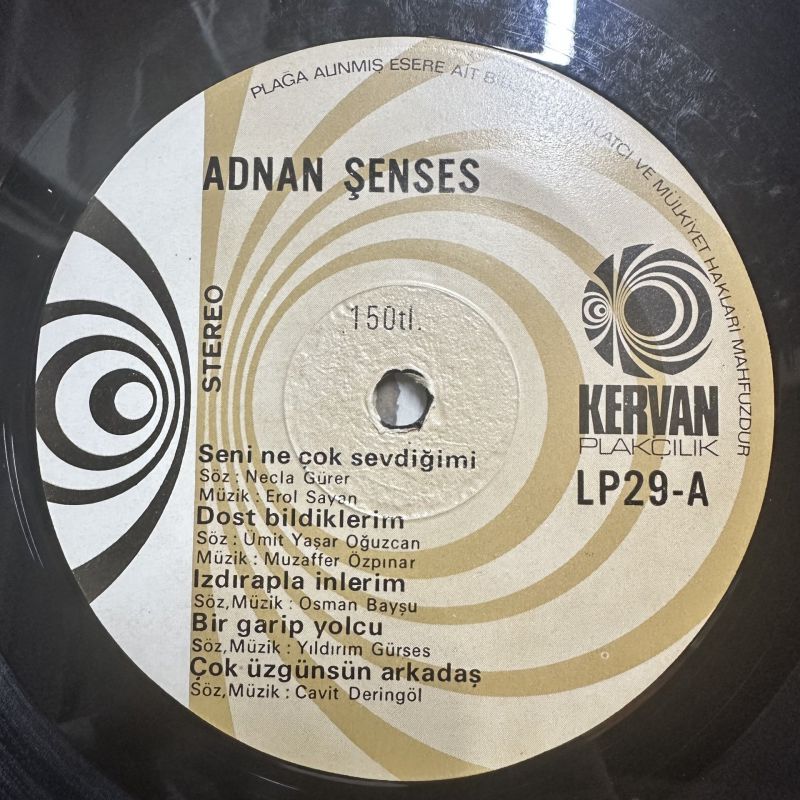 PLAĞA ALINMIŞ ESERE AİT VE MÜLKİYET HAKLARI MAHFUZDUR
ADNAN ŞENSES
STEREO
150tl.
KERVAN
PLAKÇILIK
LP29-A
Seni ne çok sevdiğimi
Söz : Necla Gürer
Müzik : Erol Sayan
Dost bildiklerim
Söz : Ümit Yaşar Oğuzcan
Müzik : Muzaffer Özpınar
Izdırapla inlerim
Söz,Müzik : Osman Bayşu
Bir garip yolcu
Söz,Müzik : Yıldırım Gürses
Çok üzgünsün arkadaş
Söz,Müzik : Cavit Deringöl